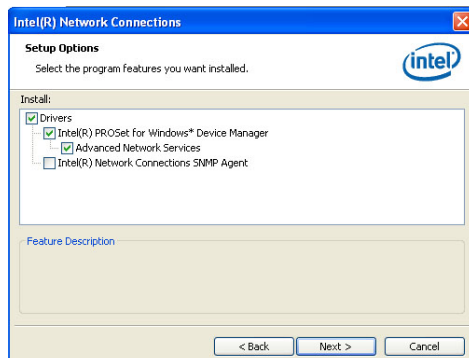 Intel(R) Network Connections
Setup Options
Select the program features you want installed.
intel
Install:
Drivers
Intel(R) PROSet for Windows* Device Manager
Advanced Network Services
Intel(R) Network Connections SNMP Agent
Feature Description
< Back
Next >
Cancel